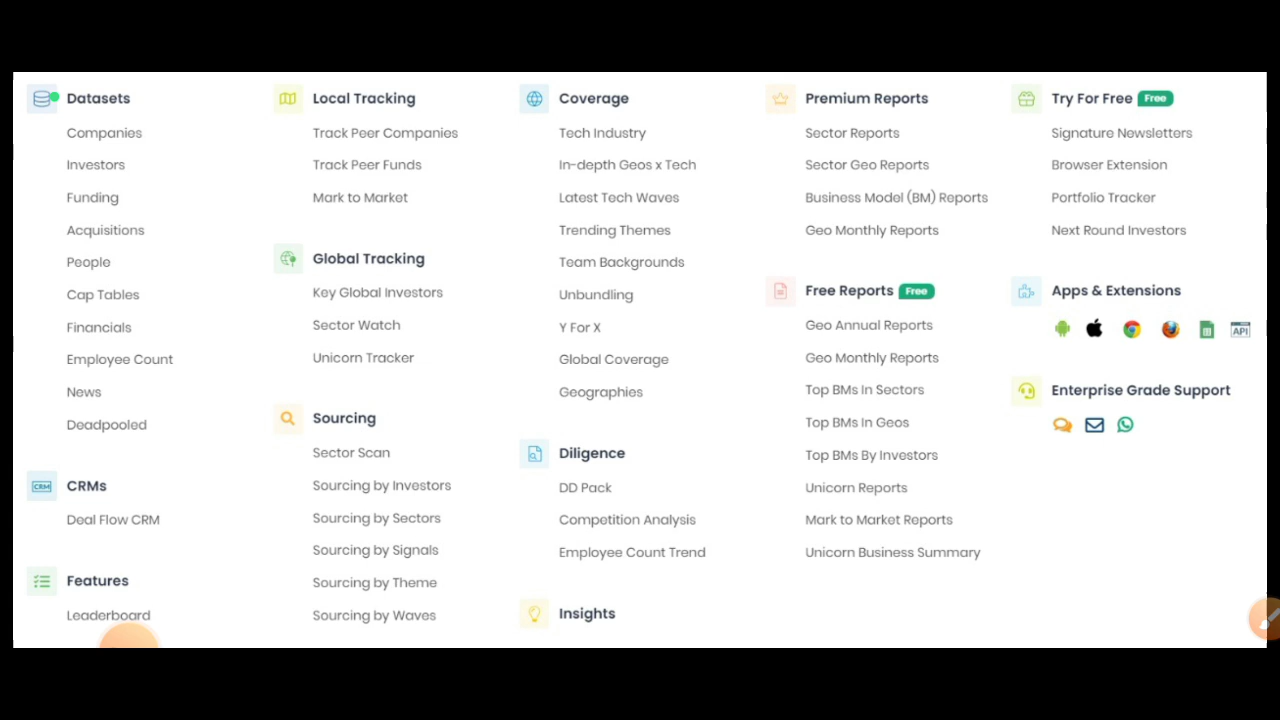 Datasets
Companies
Investors
Funding
Acquisitions
People
Cap Tables
Financials
Employee Count
News
Deadpooled
CRM CRMs
Deal Flow CRM
Features
Leaderboard
Local Tracking
Track Peer Companies
Track Peer Funds
Mark to Market
Global Tracking
Key Global Investors
Sector Watch
Unicorn Tracker
Sourcing
Sector Scan
Sourcing by Investors
Sourcing by Sectors
Sourcing by Signals
Sourcing by Theme
Sourcing by Waves
Coverage
Tech Industry
In-depth Geos x Tech
Latest Tech Waves
Trending Themes
Team Backgrounds
Unbundling
Y For X
Global Coverage
Geographies
Diligence
DD Pack
Competition Analysis
Employee Count Trend
Insights
Premium Reports
Sector Reports
Sector Geo Reports
Business Model (BM) Reports
Geo Monthly Reports
Free Reports Free
Geo Annual Reports
Geo Monthly Reports
Top BMs In Sectors
Top BMs In Geos
Top BMs By Investors
Unicorn Reports
Mark to Market Reports
Unicorn Business Summary
Try For Free Free
Signature Newsletters
Browser Extension
Portfolio Tracker
Next Round Investors
Apps & Extensions
API
Enterprise Grade Support